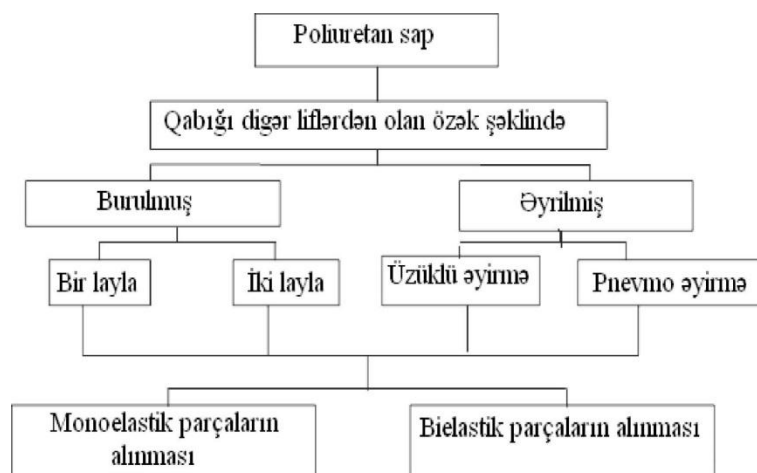 Poliuretan sap
Qabığı digər liflərdən olan özək şəklində
Burulmuş
Əyrilmiş
Bir layla
İki layla
Üzüklü əyirmə
Pnevmo əyirmə
Monoelastik parçaların
alınması
Bielastik parçaların alınması